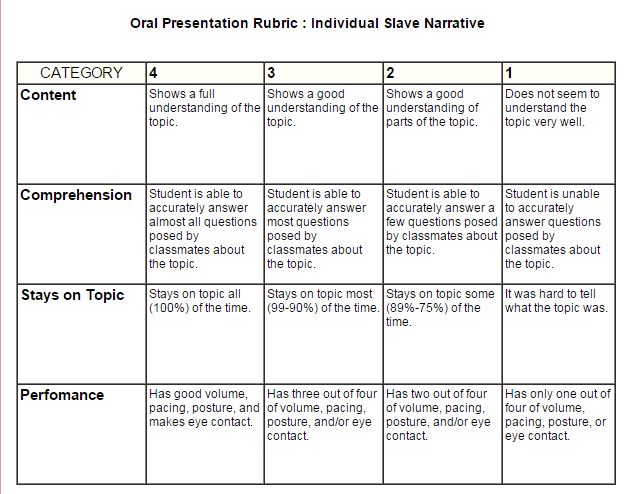 Oral Presentation Rubric : Individual Slave Narrative
CATEGORY 4 3 2 1
Content
Shows a full
understanding of the
topic.
Shows a good
understanding of the
topic.
Shows a good
understanding of
parts of the topic.
Does not seem to
understand the
topic very well.
Comprehension
Student is able to
accurately answer
almost all questions
posed by
classmates about
the topic.
Student is able to
accurately answer
most questions
posed by
classmates about
the topic.
Student is able to
accurately answer a
few questions posed
by classmates about
the topic.
Student is unable
to accurately
answer questions
posed by
classmates about
the topic.
Stays on Topic
Stays on topic all
(100%) of the time.
Stays on topic most
(99-90%) of the time.
Stays on topic some
(89%-75%) of the
time.
It was hard to tell
what the topic was.
Perfomance
Has good volume,
pacing, posture, and
makes eye contact.
Has three out of four
of volume, pacing,
posture, and/or eye
contact.
Has two out of four
of volume, pacing,
posture, and/or eye
contact.
Has only one out of
four of volume,
pacing, posture, or
eye contact.